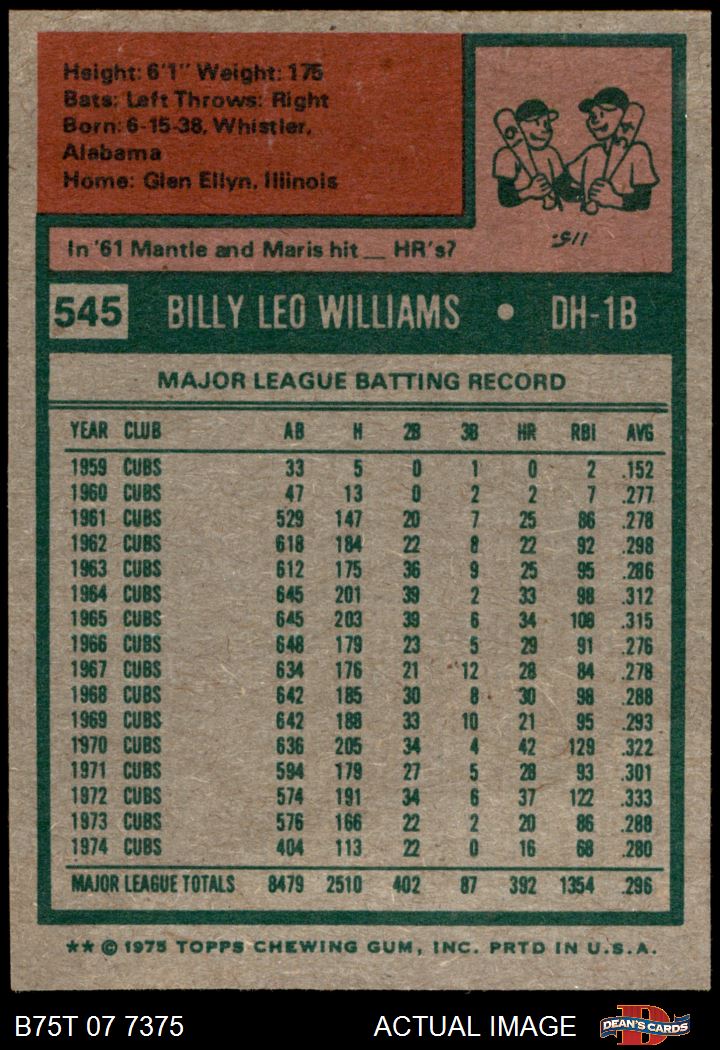 Height: 6'1" Weight: 175
Bats: Left Throws: Right
Born: 6-15-38, Whistler,
Alabama
Home: Glen Ellyn, Illinois
In '61 Mantle and Maris hit __ HR's?
115.
545 BILLY LEO WILLIAMS • DH-1B
MAJOR LEAGUE BATTING RECORD
YEAR CLUB AB H 2B 3B HR RBI AVG
1959 CUBS 33 5 0 1 0 2 .152
1960 CUBS 47 13 0 2 2 7 .277
1961 CUBS 529 147 20 7 25 86 .278
1962 CUBS 618 184 22 8 22 92 .298
1963 CUBS 612 175 36 9 25 95 .286
1964 CUBS 645 201 39 2 33 98 .312
1965 CUBS 645 203 39 6 34 108 .315
1966 CUBS 648 179 23 5 29 91 .276
1967 CUBS 634 176 21 12 28 84 .278
1968 CUBS 642 185 30 8 30 98 .288
1969 CUBS 642 188 33 10 21 95 .293
1970 CUBS 636 205 34 4 42 129 .322
1971 CUBS 594 179 27 5 28 93 .301
1972 CUBS 574 191 34 6 37 122 .333
1973 CUBS 576 166 22 2 20 86 .288
1974 CUBS 404 113 22 0 16 68 .280
MAJOR LEAGUE TOTALS 8479 2510 402 87 392 1354 .296
** © 1975 TOPPS CHEWING GUM, INC. PRTD IN U.S.A.
B75T 07 7375 ACTUAL IMAGE DEAN'S CARDS